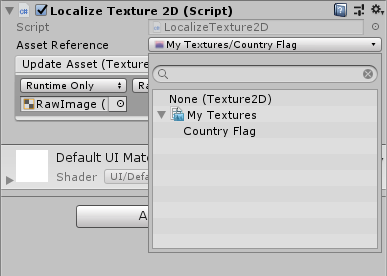 Localize Texture 2D (Script)
Script
LocalizeTexture2D
Asset Reference
My Textures/Country Flag
Update Asset (Textur
Runtime Only
Ra
RawImage (
None (Texture2D)
My Textures
Country Flag
Default UI Mate
Shader
UI/Defa
A